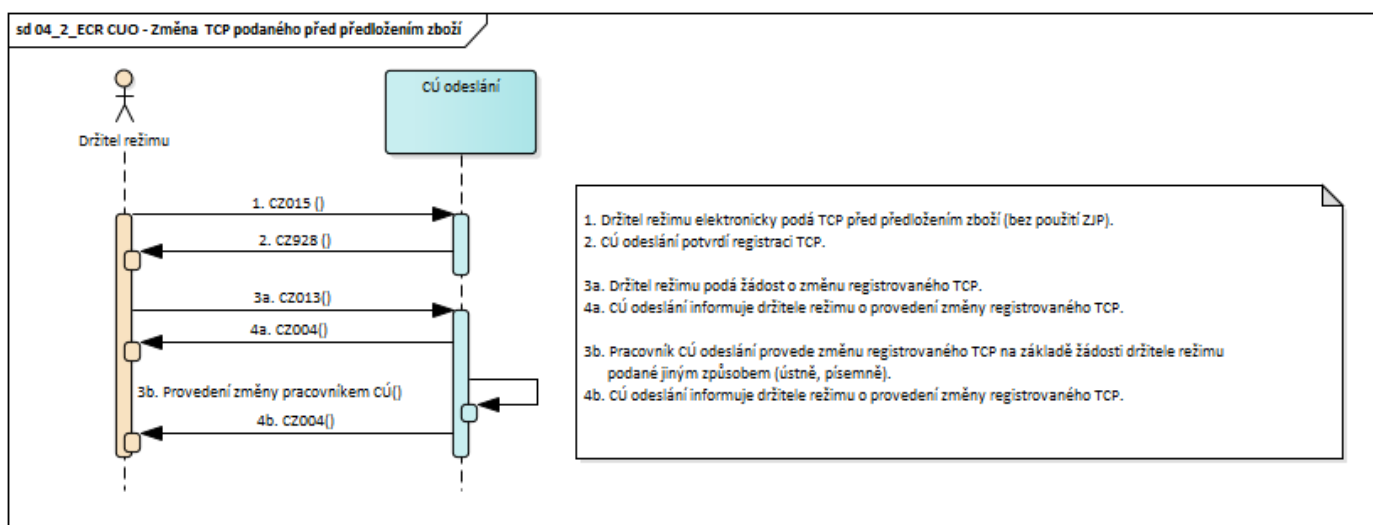 sd 04_2_ECR CUO - Změna  TCP podaného před předložením zboží
CÚ odeslání
Držitel režimu
1. CZ015 ()
2. CZ928 ()
3a. CZ013()
4a. CZ004()
3b. Provedení změny pracovníkem CÚ()
4b. CZ004()
1. Držitel režimu elektronicky podá TCP před předložením zboží (bez použití ZJP).
2. CÚ odeslání potvrdí registraci TCP.
3a. Držitel režimu podá žádost o změnu registrovaného TCP.
4a. CÚ odeslání informuje držitele režimu o provedení změny registrovaného TCP.
3b. Pracovník CÚ odeslání provede změnu registrovaného TCP na základě žádosti držitele režimu
podané jiným způsobem (ústně, písemně).
4b. CÚ odeslání informuje držitele režimu o provedení změny registrovaného TCP.